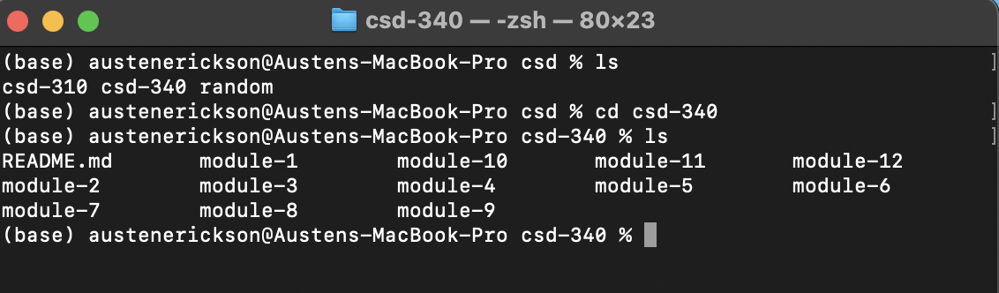 csd-340 — -zsh — 80×23
(base) austenerickson@Austens-MacBook-Pro csd % ls
csd-310 csd-340 random
(base) austenerickson@Austens-MacBook-Pro csd % cd csd-340
(base) austenerickson@Austens-MacBook-Pro csd-340 % ls
README.md module-1 module-10 module-11 module-12
module-2 module-3 module-4 module-5 module-6
module-7 module-8 module-9
(base) austenerickson@Austens-MacBook-Pro csd-340 %